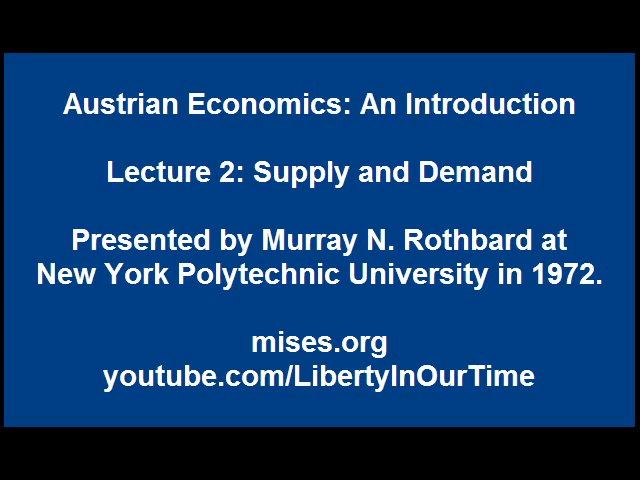 Austrian Economics: An Introduction
Lecture 2: Supply and Demand
Presented by Murray N. Rothbard at
New York Polytechnic University in 1972.
mises.org
youtube.com/LibertyInOurTime